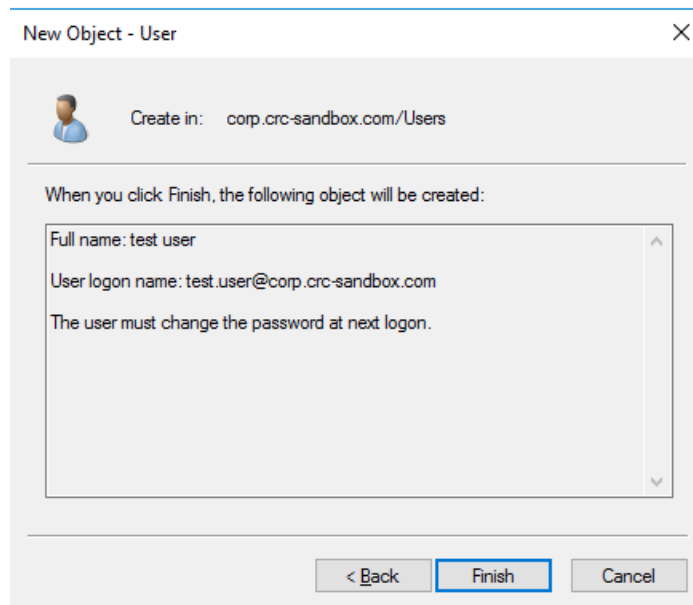 New Object - User
Create in: corp.crc-sandbox.com/Users
When you click Finish, the following object will be created:
Full name: test user
User logon name: test.user@corp.crc-sandbox.com
The user must change the password at next logon.
< Back Finish Cancel